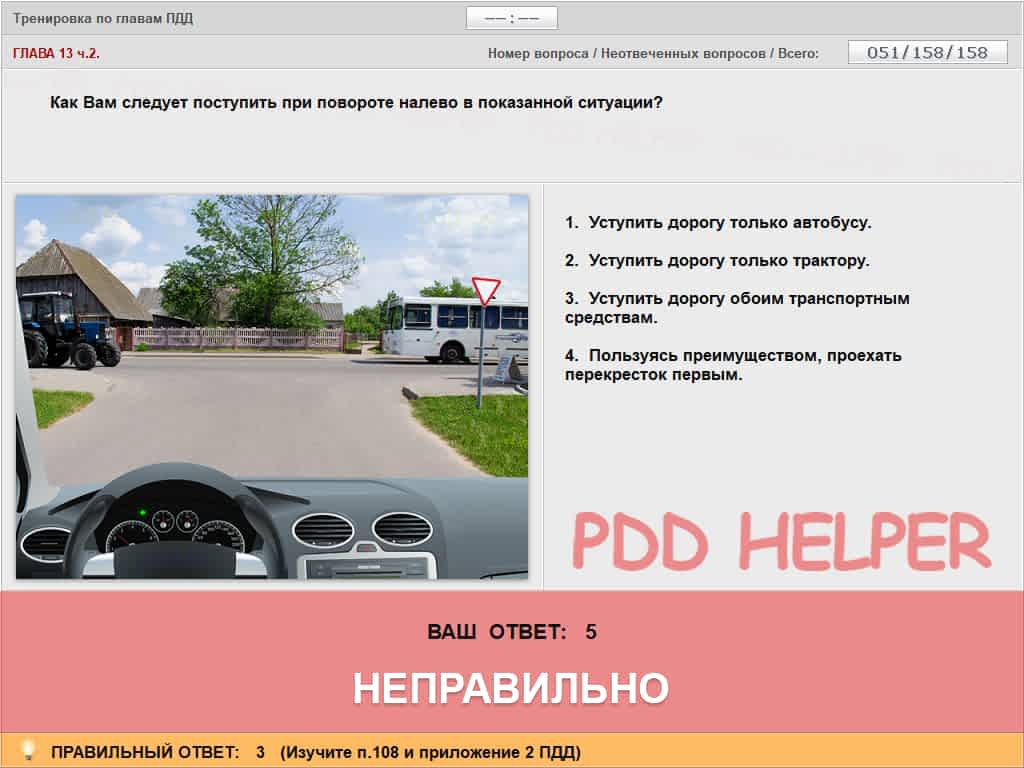 Тренировка по главам ПДД
–– : ––
ГЛАВА 13 ч.2.
Номер вопроса / Неотвеченных вопросов / Всего:
051/158/158
Как Вам следует поступить при повороте налево в показанной ситуации?
1. Уступить дорогу только автобусу.
2. Уступить дорогу только трактору.
3. Уступить дорогу обоим транспортным
средствам.
4. Пользуясь преимуществом, проехать
перекресток первым.
PDD HELPER
ВАШ ОТВЕТ: 5
НЕПРАВИЛЬНО
ПРАВИЛЬНЫЙ ОТВЕТ: 3 (Изучите п.108 и приложение 2 ПДД)